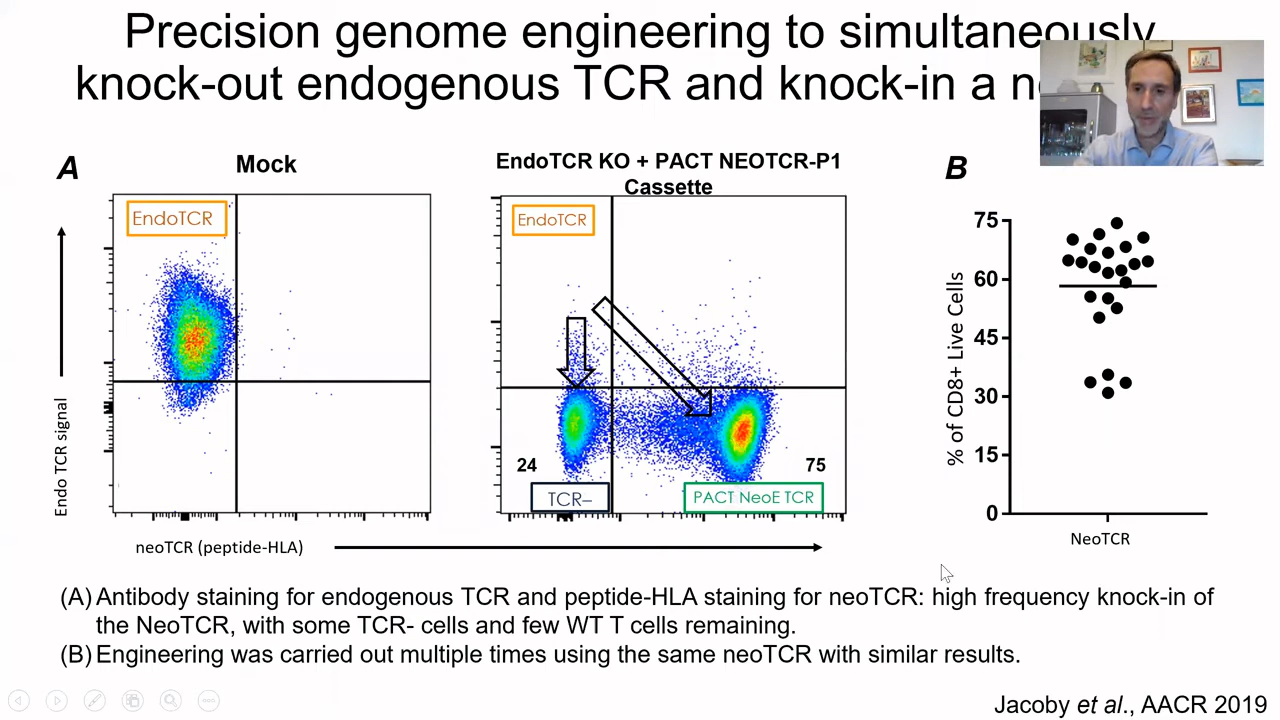 Precision genome engineering to simultaneously
knock-out endogenous TCR and knock-in a
A
Mock
EndoTCR KO + PACT NEOTCR-P1
Cassette
B
EndoTCR
EndoTCR
24
75
TCR–
PACT NeoE TCR
Endo TCR signal
neoTCR (peptide-HLA)
% of CD8+ Live Cells
75
60
45
30
15
0
NeoTCR
(A) Antibody staining for endogenous TCR and peptide-HLA staining for neoTCR: high frequency knock-in of
the NeoTCR, with some TCR- cells and few WT T cells remaining.
(B) Engineering was carried out multiple times using the same neoTCR with similar results.
Jacoby et al., AACR 2019